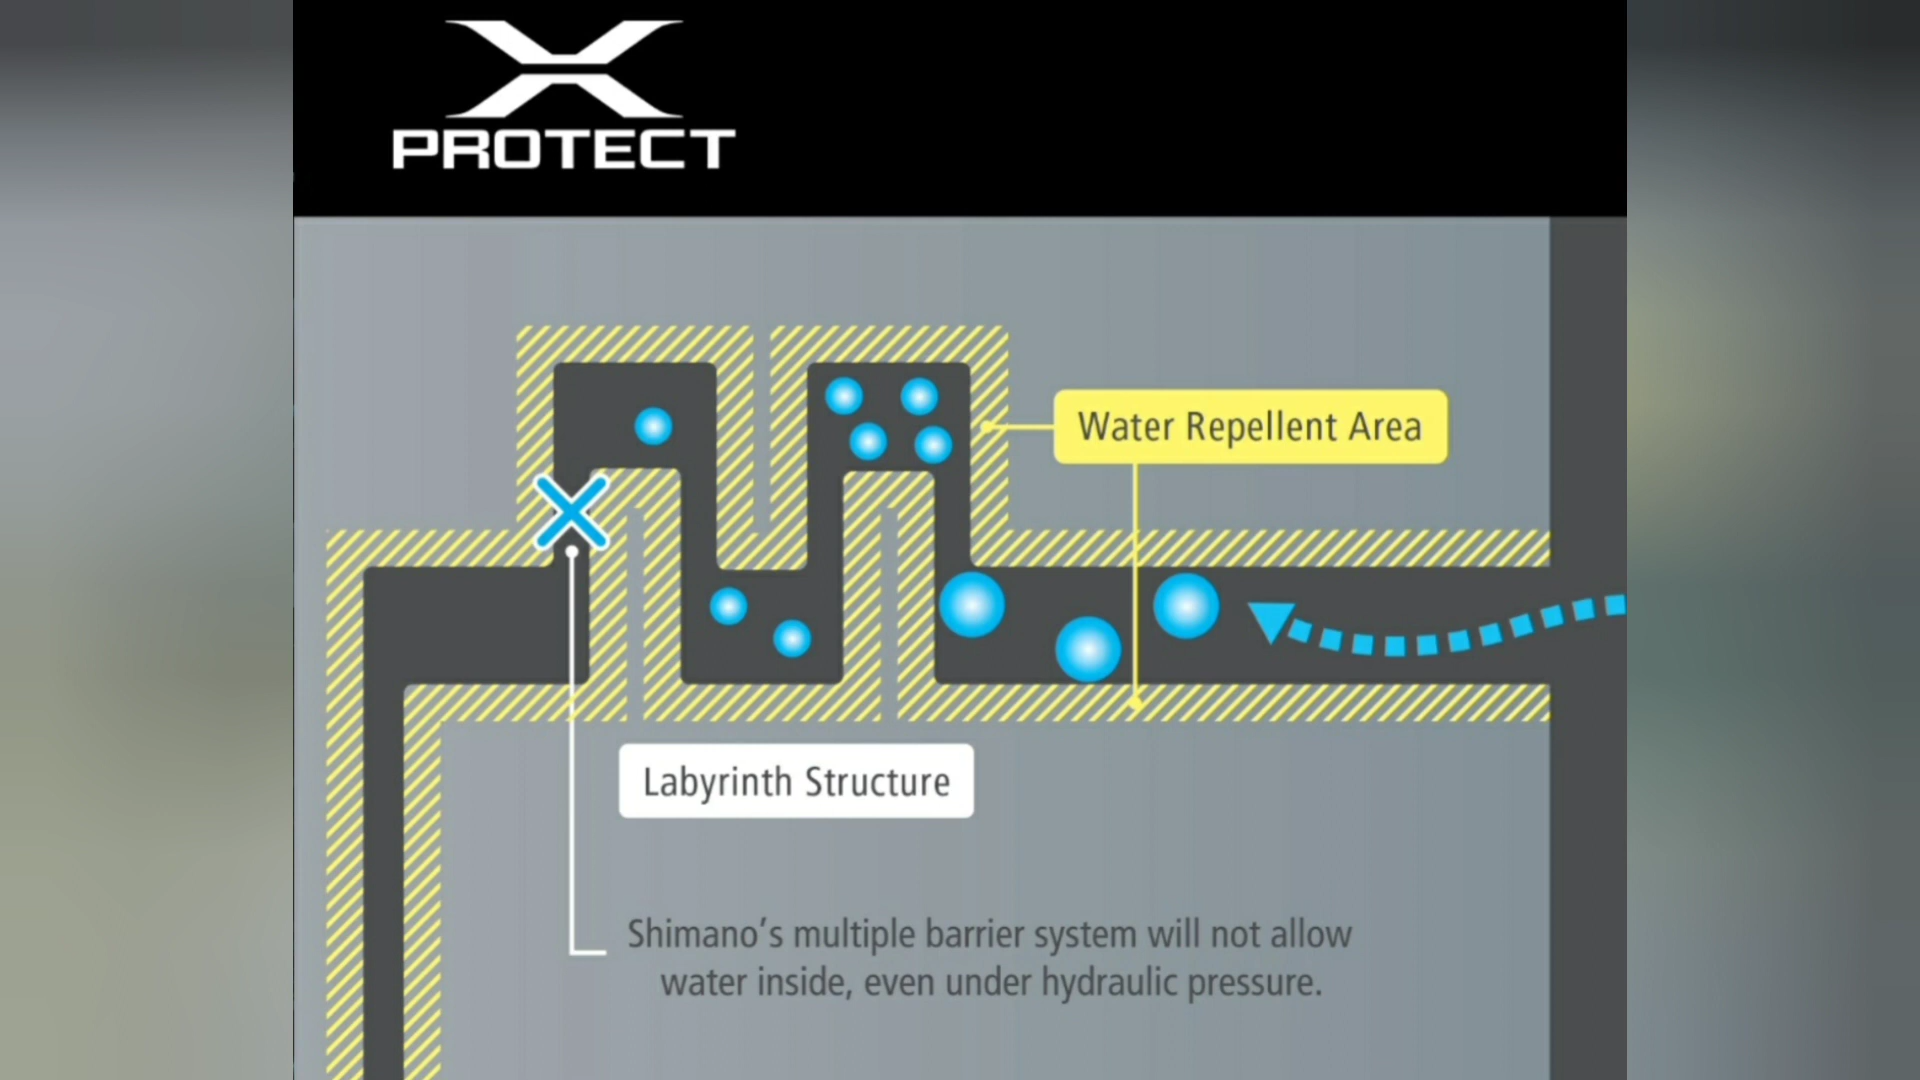 X
PROTECT
Water Repellent Area
Labyrinth Structure
Shimano's multiple barrier system will not allow
water inside, even under hydraulic pressure.